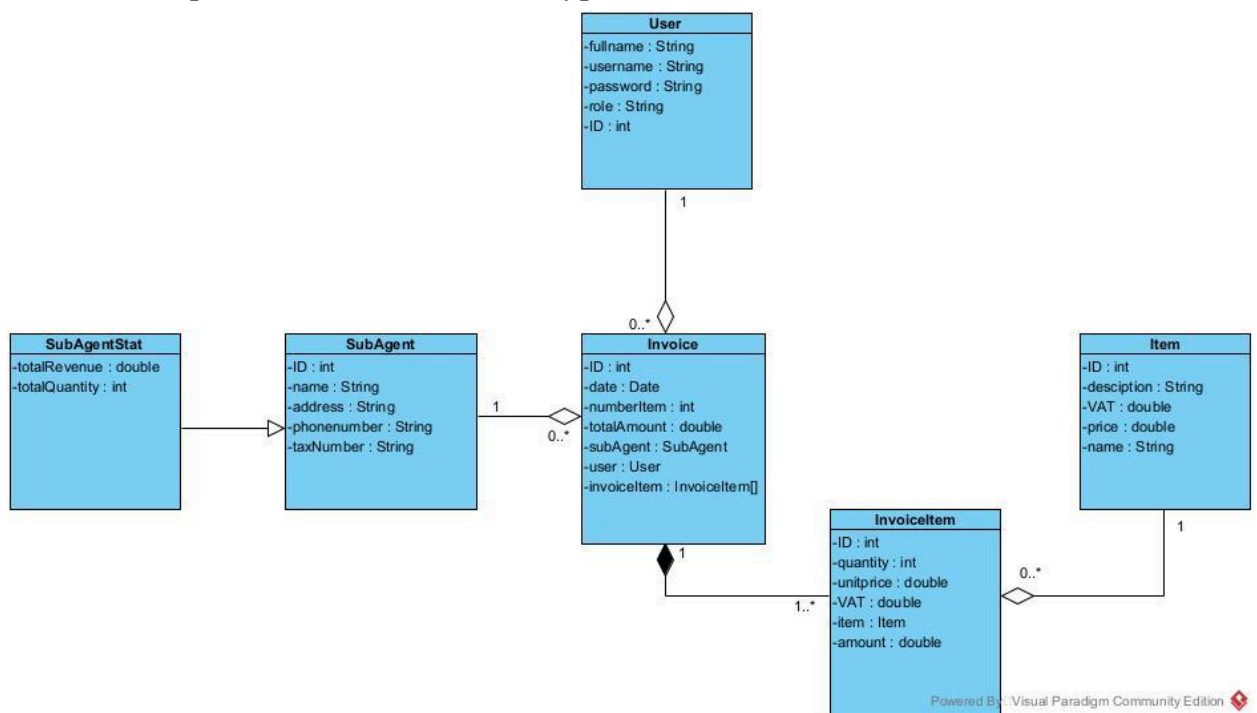 User
-fullname : String
-username : String
-password : String
-role : String
-ID : int
1
0..*
SubAgentStat
-totalRevenue : double
-totalQuantity : int
SubAgent
-ID : int
-name : String
-address : String
-phonenumber : String
-taxNumber : String
1
0..*
Invoice
-ID : int
-date : Date
-numberItem : int
-totalAmount : double
-subAgent : SubAgent
-user : User
-invoiceItem : InvoiceItem[]
1
1..*
Item
-ID : int
-desciption : String
-VAT : double
-price : double
-name : String
1
0..*
InvoiceItem
-ID : int
-quantity : int
-unitprice : double
-VAT : double
-item : Item
-amount : double
Powered By Visual Paradigm Community Edition